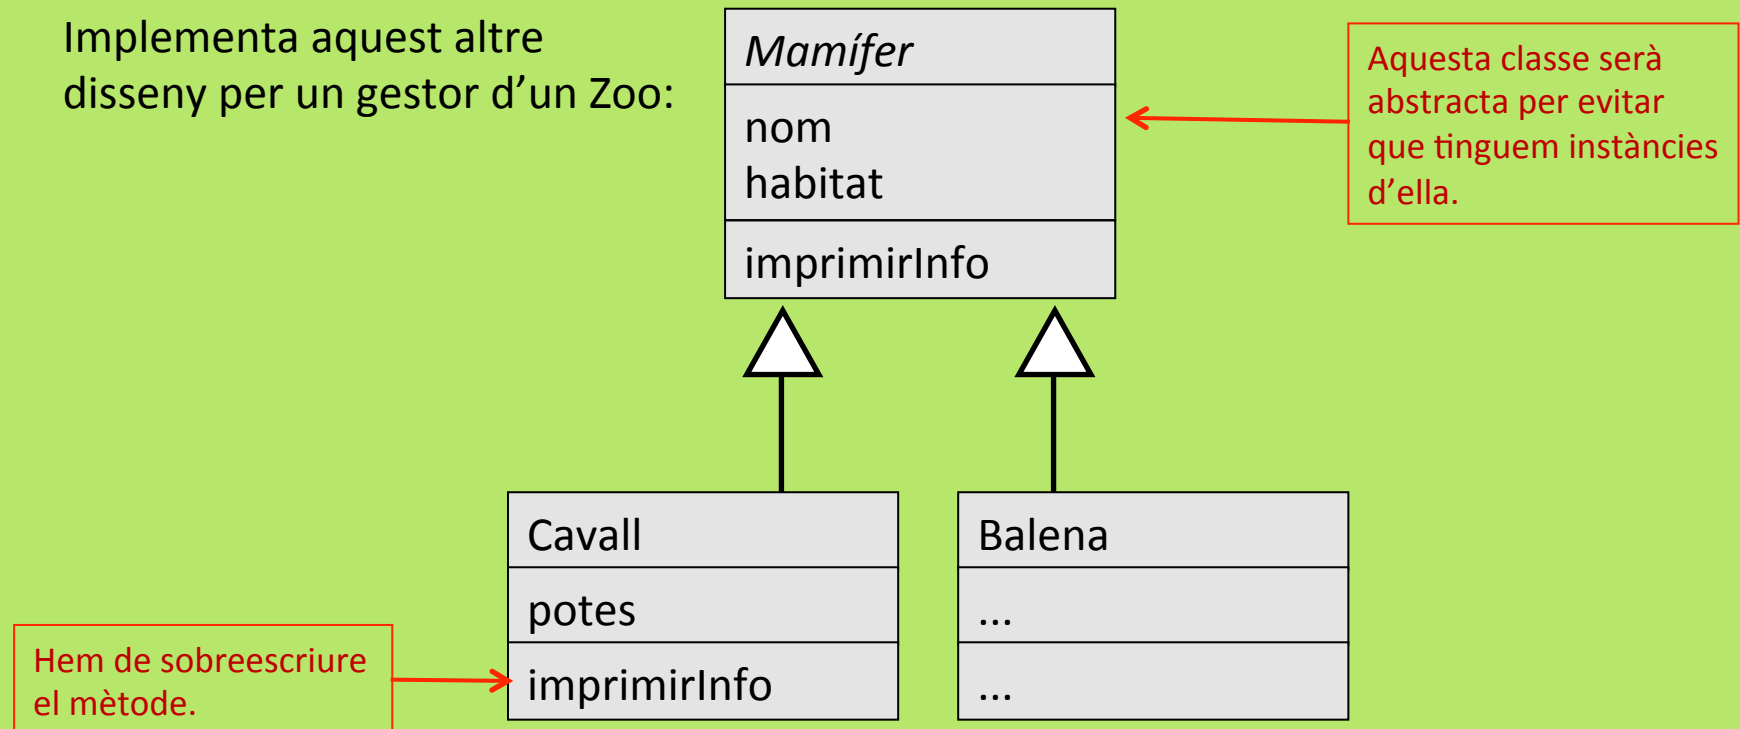 Implementa aquest altre
disseny per un gestor d’un Zoo:
Mamífer
nom
habitat
imprimirInfo
Aquesta classe serà
abstracta per evitar
que tinguem instàncies
d’ella.
Cavall
potes
imprimirInfo
Balena
...
...
Hem de sobreescriure
el mètode.